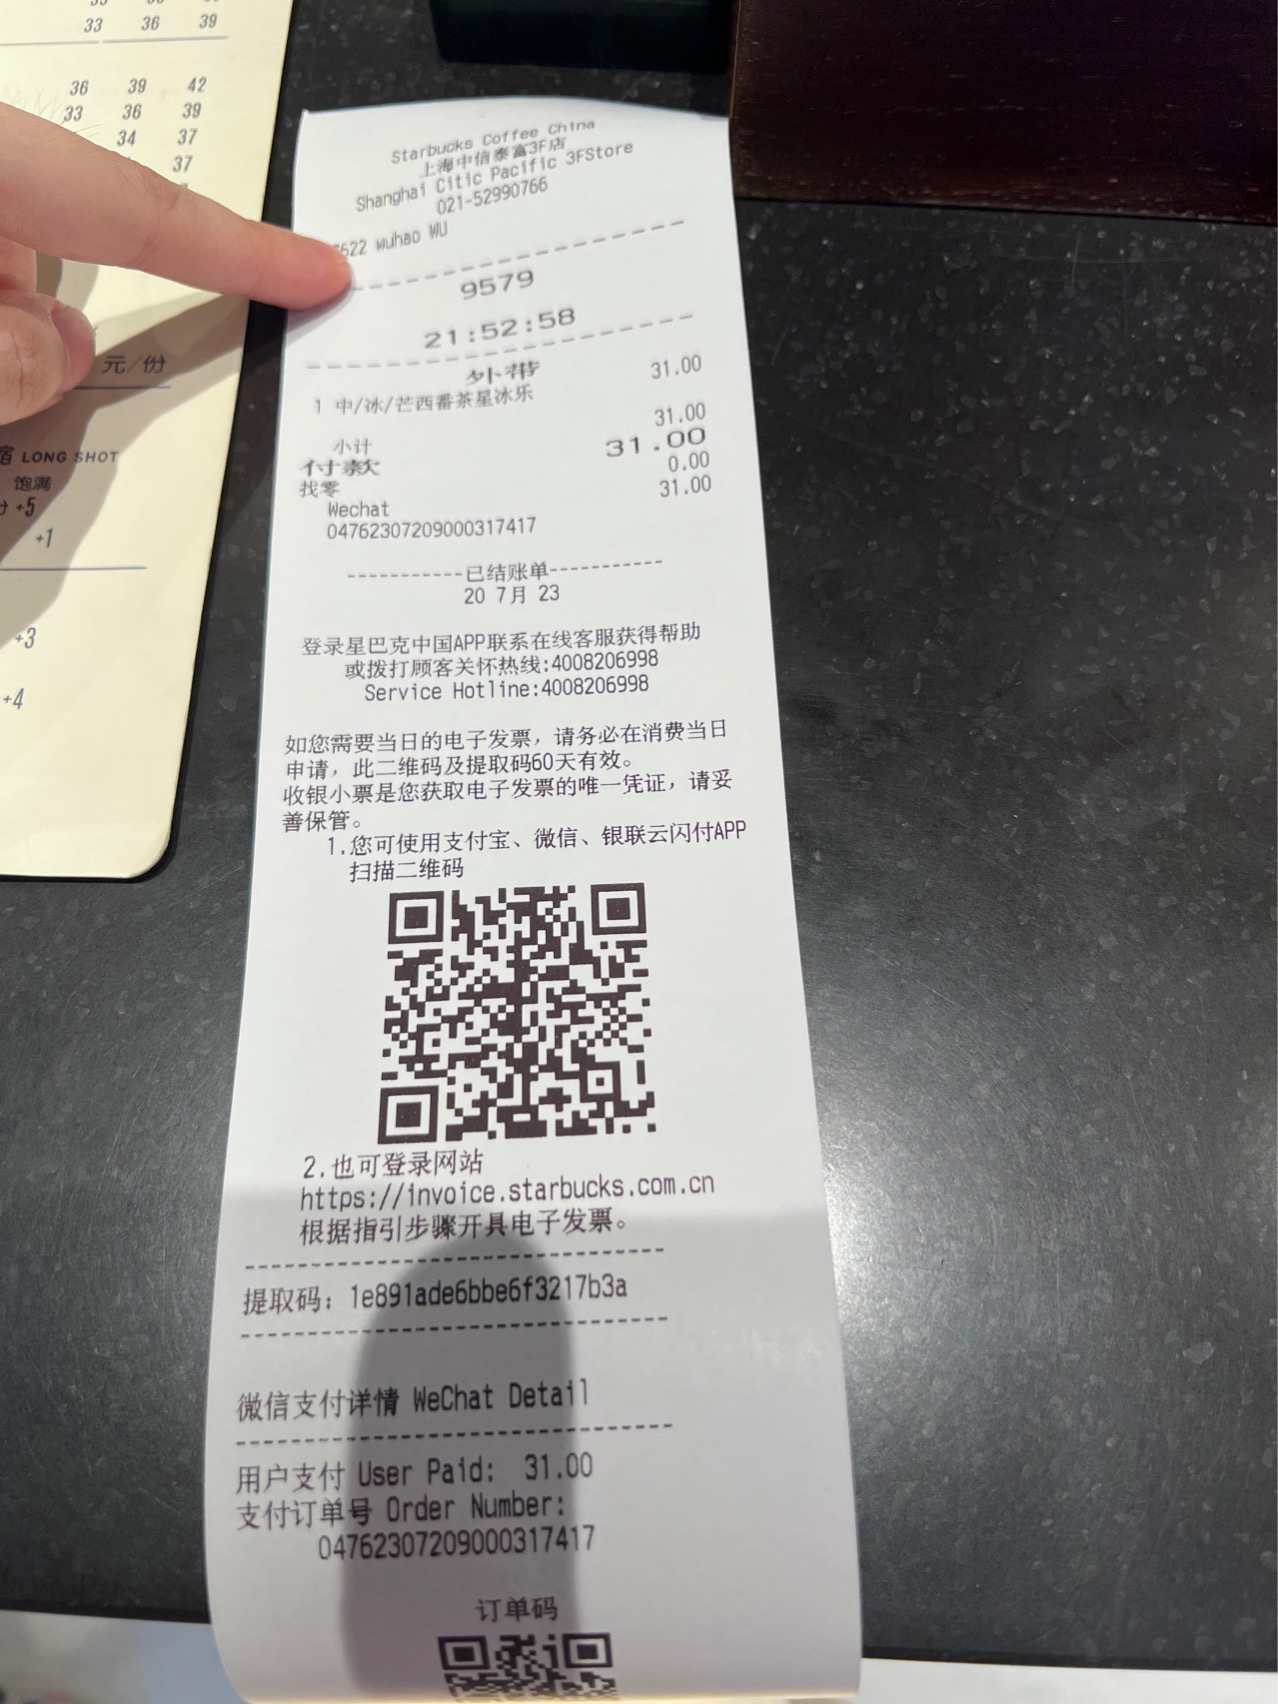 33 36 39
36 39 42
33 36 39
34 37
37
元/份
LONG SHOT
饱满
+5
+1
+3
+4
Starbucks Coffee China
上海中信泰富3F店
Shanghai Citic Pacific 3FStore
021-52990766
622 wuhao WU
9579
21:52:58
外带
1 中/冰/芒西番茶星冰乐 31.00
小计 31.00
付款 31.00
找零 0.00
Wechat 31.00
04762307209000317417
-----------已结账单-----------
20 7月 23
登录星巴克中国APP联系在线客服获得帮助
或拨打顾客关怀热线:4008206998
Service Hotline:4008206998
如您需要当日的电子发票，请务必在消费当日
申请，此二维码及提取码60天有效。
收银小票是您获取电子发票的唯一凭证，请妥
善保管。
1.您可使用支付宝、微信、银联云闪付APP
扫描二维码
2.也可登录网站
https://invoice.starbucks.com.cn
根据指引步骤开具电子发票。
提取码：1e891ade6bbe6f3217b3a
微信支付详情 WeChat Detail
用户支付 User Paid: 31.00
支付订单号 Order Number:
04762307209000317417
订单码